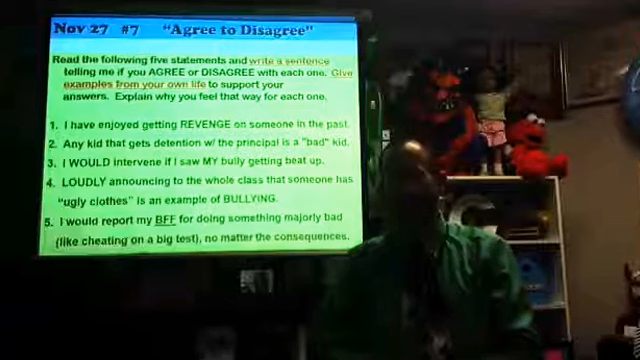 Nov 27 #7 "Agree to Disagree"
Read the following five statements and write a sentence
telling me if you AGREE or DISAGREE with each one. Give
examples from your own life to support your
answers. Explain why you feel that way for each one.
1. I have enjoyed getting REVENGE on someone in the past.
2. Any kid that gets detention w/ the principal is a "bad" kid.
3. I WOULD intervene if I saw MY bully getting beat up.
4. LOUDLY announcing to the whole class that someone has
"ugly clothes" is an example of BULLYING.
5. I would report my BFF for doing something majorly bad
(like cheating on a big test), no matter the consequences.